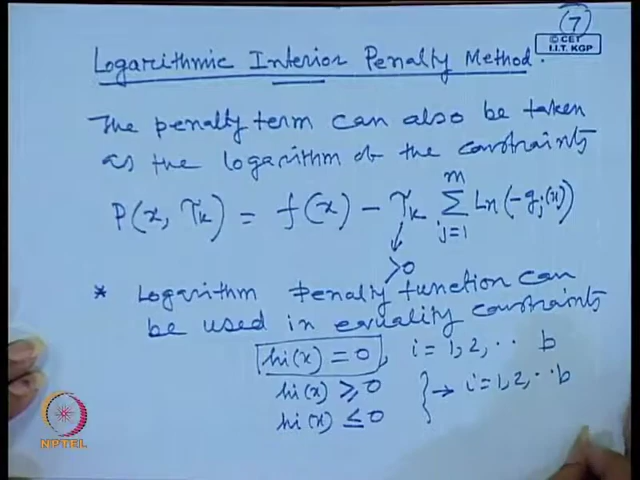 7
© CET
I.I.T. KGP
Logarithmic Interior Penalty Method.
The penalty term can also be taken
as the logarithm of the constraints
P(x, τk) = f(x) - τk ∑ j=1 m Ln(-gj(x))
>0
* Logarithm Penalty function can
be used in equality constraints
hi(x) = 0, i = 1, 2, .. b
hi(x) ≥ 0
hi(x) ≤ 0 } → i = 1, 2, .. b
NPTEL